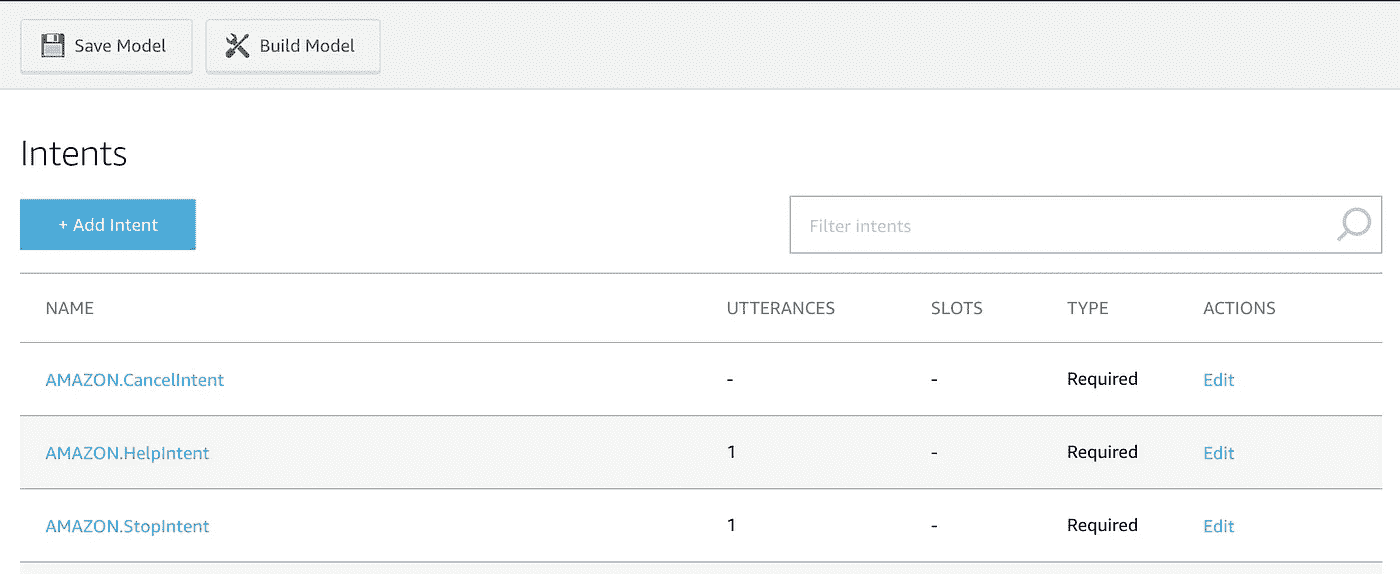 Save Model Build Model
Intents
+ Add Intent Filter intents
NAME UTTERANCES SLOTS TYPE ACTIONS
AMAZON.CancelIntent - - Required Edit
AMAZON.HelpIntent 1 - Required Edit
AMAZON.StopIntent 1 - Required Edit